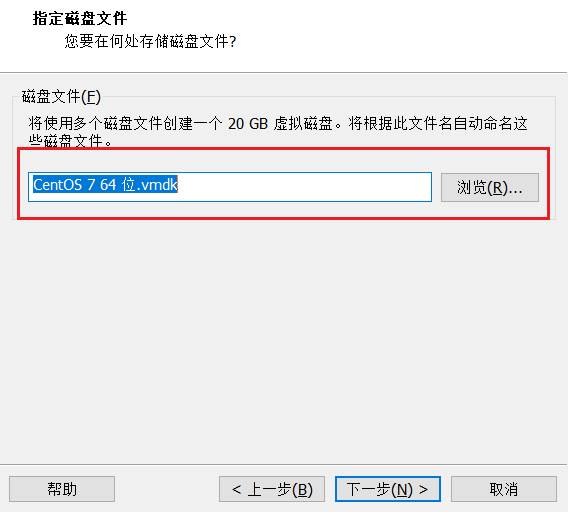 指定磁盘文件
您要在何处存储磁盘文件?
磁盘文件(F)
将使用多个磁盘文件创建一个 20 GB 虚拟磁盘。将根据此文件名自动命名这
些磁盘文件。
CentOS 7 64 位.vmdk
浏览(R)...
帮助
< 上一步(B)
下一步(N) >
取消